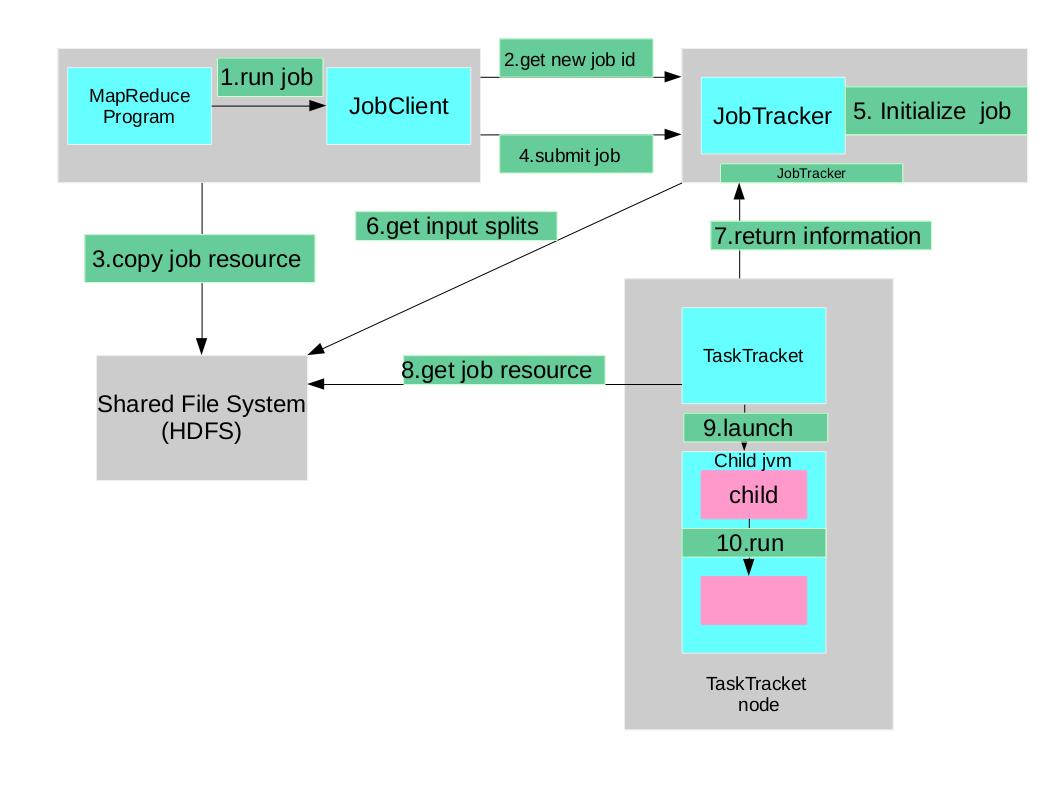 2.get new job id
1.run job
MapReduce
Program
JobClient
JobTracker
5. Initialize  job
4.submit job
JobTracker
6.get input splits
7.return information
3.copy job resource
TaskTracket
8.get job resource
Shared File System
(HDFS)
9.launch
Child jvm
child
10.run
TaskTracket
node